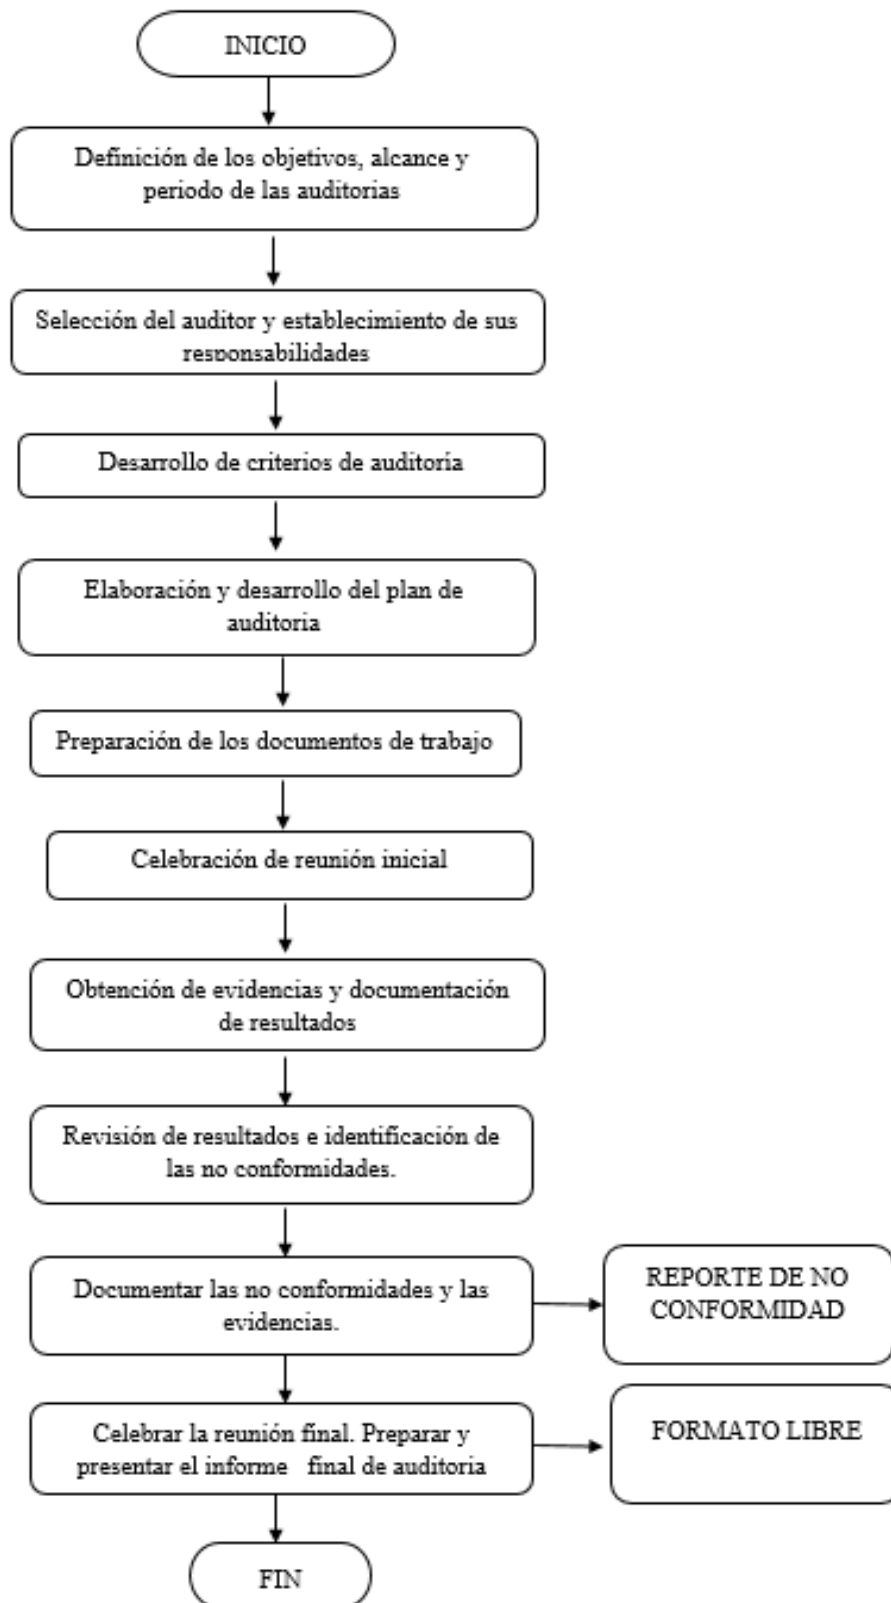 INICIO
Definición de los objetivos, alcance y
periodo de las auditorias
Selección del auditor y establecimiento de sus
responsabilidades
Desarrollo de criterios de auditoría
Elaboración y desarrollo del plan de
auditoria
Preparación de los documentos de trabajo
Celebración de reunión inicial
Obtención de evidencias y documentación
de resultados
Revisión de resultados e identificación de
las no conformidades.
Documentar las no conformidades y las
evidencias.
REPORTE DE NO
CONFORMIDAD
Celebrar la reunión final. Preparar y
presentar el informe final de auditoria
FORMATO LIBRE
FIN